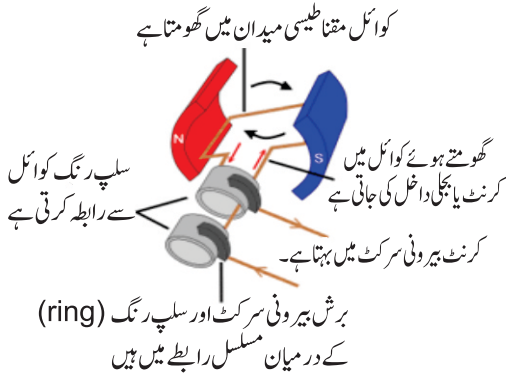 کوائل مقناطیسی میدان میں گھومتا ہے
N
S
گھومتے ہوئے کوائل میں
کرنٹ یا بجلی داخل کی جاتی ہے
سلپ رنگ کوائل
سے رابطہ کرتی ہے
کرنٹ بیرونی سرکٹ میں بہتا ہے۔
برش بیرونی سرکٹ اور سلپ رنگ (ring)
کے درمیان مسلسل رابطے میں ہیں